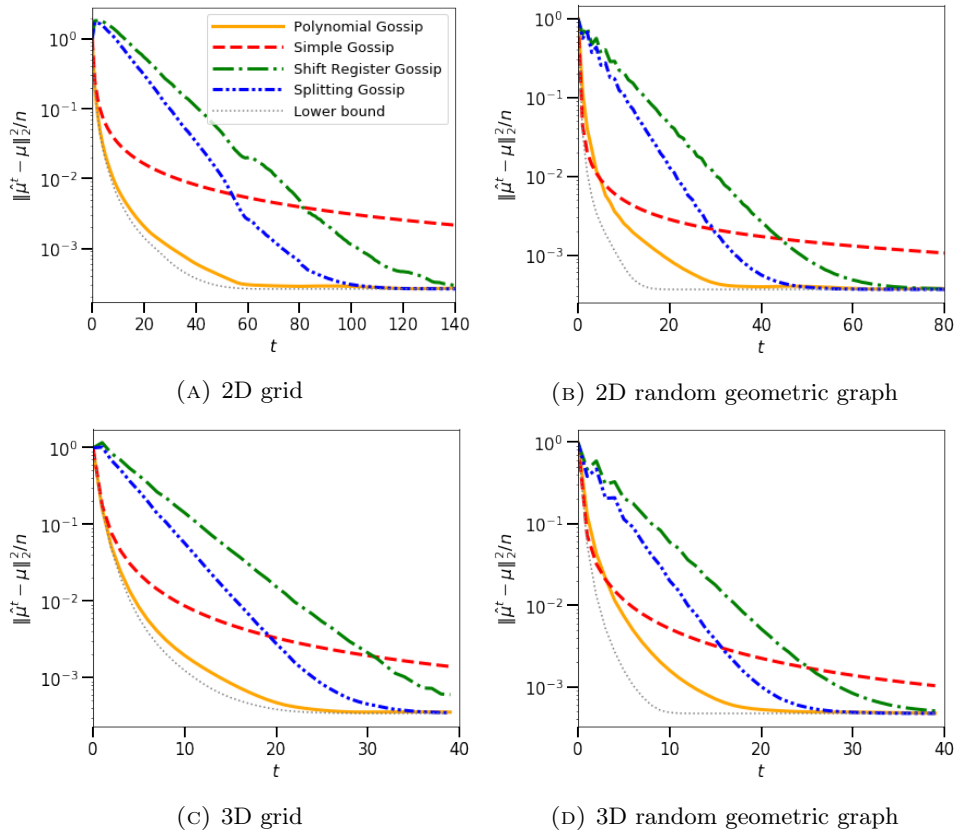 10^0
10^{-1}
10^{-2}
10^{-3}
‖μ̂^t − μ‖₂²/n
Polynomial Gossip
Simple Gossip
Shift Register Gossip
Splitting Gossip
Lower bound
0 20 40 60 80 100 120 140
t
(A) 2D grid
10^0
10^{-1}
10^{-2}
10^{-3}
‖μ̂^t − μ‖₂²/n
0 20 40 60 80
t
(B) 2D random geometric graph
10^0
10^{-1}
10^{-2}
10^{-3}
‖μ̂^t − μ‖₂²/n
0 10 20 30 40
t
(C) 3D grid
10^0
10^{-1}
10^{-2}
10^{-3}
‖μ̂^t − μ‖₂²/n
0 10 20 30 40
t
(D) 3D random geometric graph